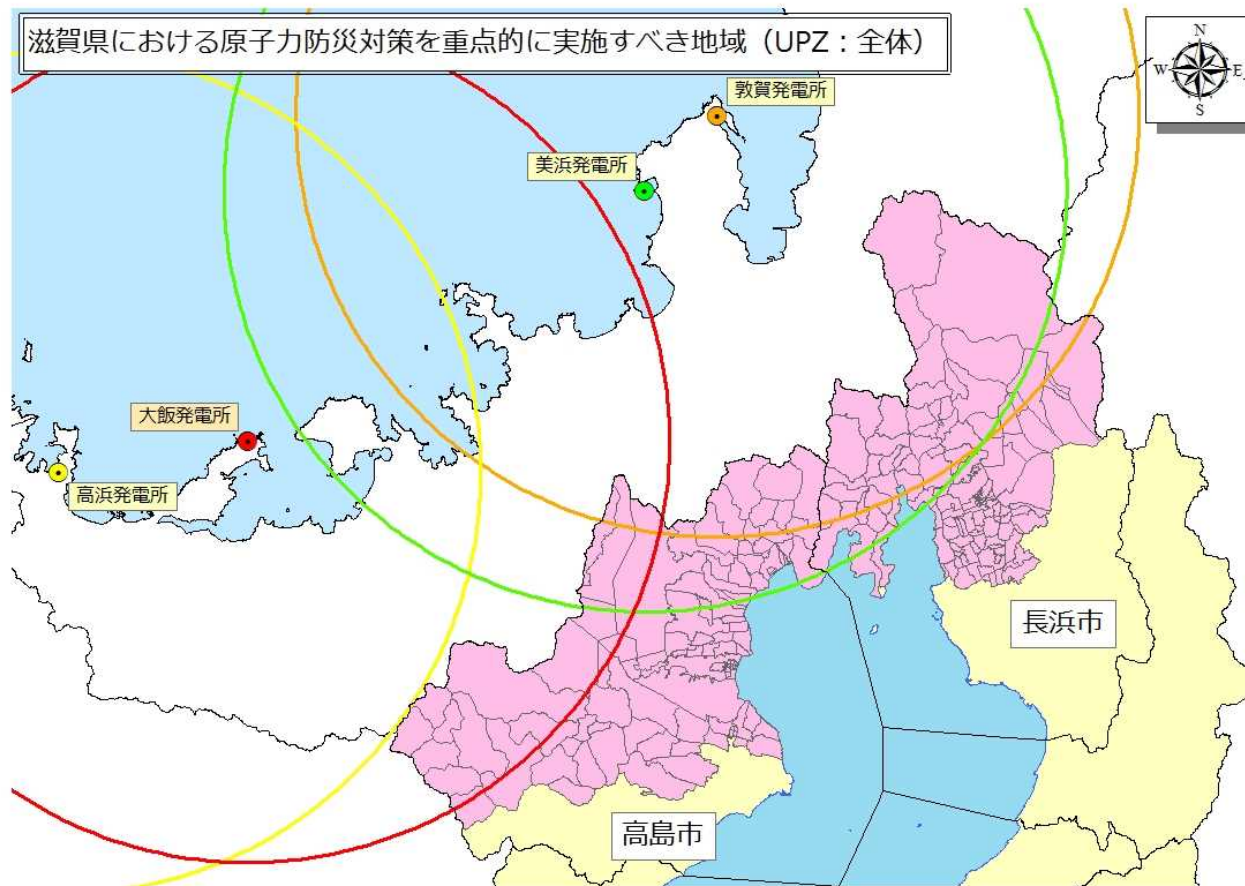 滋賀県における原子力防災対策を重点的に実施すべき地域（UPZ：全体）
N
W
E
S
敦賀発電所
美浜発電所
大飯発電所
高浜発電所
長浜市
高島市